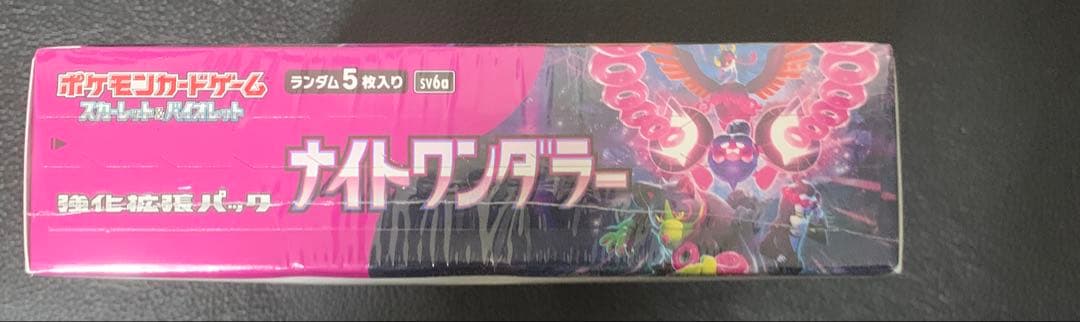 ポケモンカードゲーム
スカーレット&バイオレット
ランダム5枚入り
sv6a
ナイトワンダラー
強化拡張パック